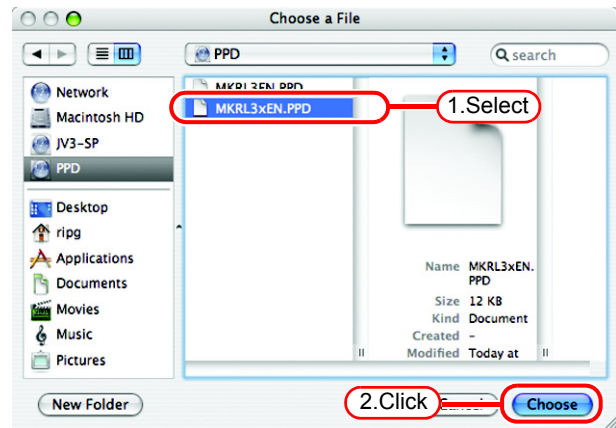 Choose a File
PPD
search
Network
Macintosh HD
JV3-SP
PPD
Desktop
ripg
Applications
Documents
Movies
Music
Pictures
MKRL3EN.PPD
MKRL3xEN.PPD
1.Select
Name MKRL3xEN.
PPD
Size 12 KB
Kind Document
Created –
Modified Today at
New Folder
2.Click
Cancel
Choose